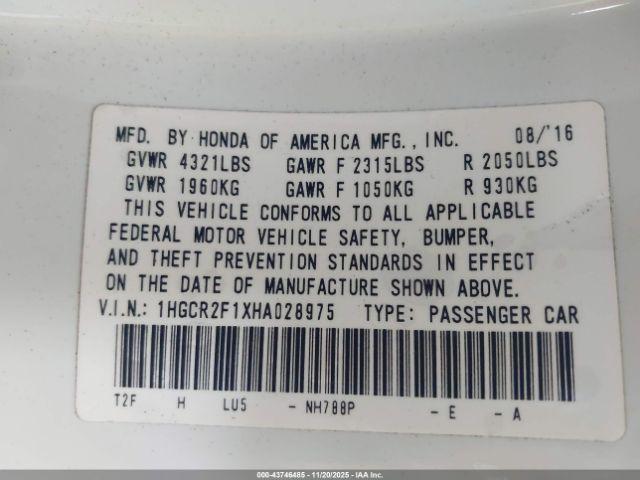 MFD. BY HONDA OF AMERICA MFG., INC. 08/'16
GVWR 4321LBS GAWR F 2315LBS R 2050LBS
GVWR 1960KG GAWR F 1050KG R 930KG
THIS VEHICLE CONFORMS TO ALL APPLICABLE
FEDERAL MOTOR VEHICLE SAFETY, BUMPER,
AND THEFT PREVENTION STANDARDS IN EFFECT
ON THE DATE OF MANUFACTURE SHOWN ABOVE.
V.I.N.: 1HGCR2F1XHA028975 TYPE: PASSENGER CAR
T2F H LU5 - NH788P - E - A
000-43746485 - 11/20/2025 - IAA Inc.